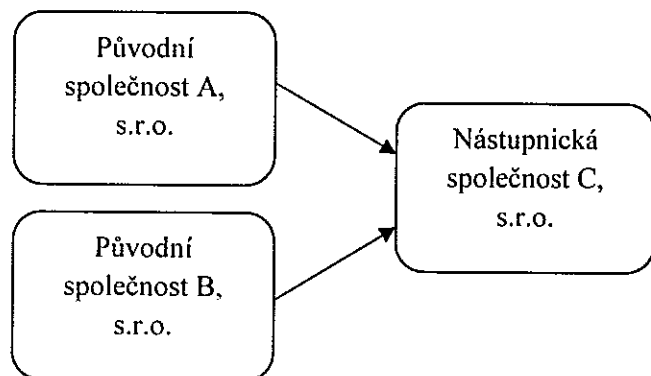 Původní
společnost A,
s.r.o.
Původní
společnost B,
s.r.o.
Nástupnická
společnost C,
s.r.o.